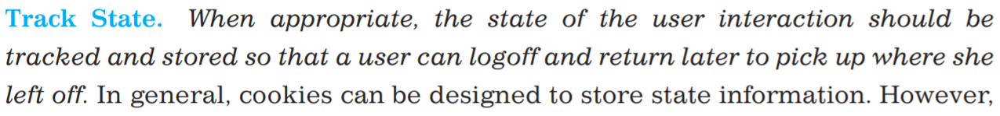 Track State. When appropriate, the state of the user interaction should be
tracked and stored so that a user can logoff and return later to pick up where she
left off. In general, cookies can be designed to store state information. However,